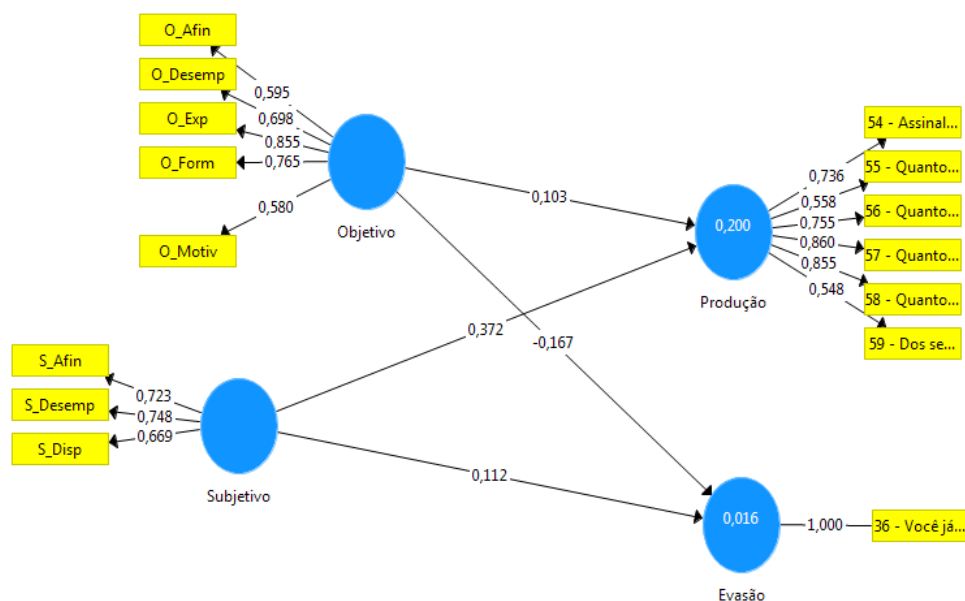 O_Afin
O_Desemp
O_Exp
O_Form
O_Motiv
0,595
0,698
0,855
0,765
0,580
Objetivo
0,103
0,372
-0,167
0,112
S_Afin
S_Desemp
S_Disp
0,723
0,748
0,669
Subjetivo
0,200
Produção
0,736
0,558
0,755
0,860
0,855
0,548
54 - Assinal...
55 - Quanto...
56 - Quanto...
57 - Quanto...
58 - Quanto...
59 - Dos se...
0,016
Evasão
1,000
36 - Você já...